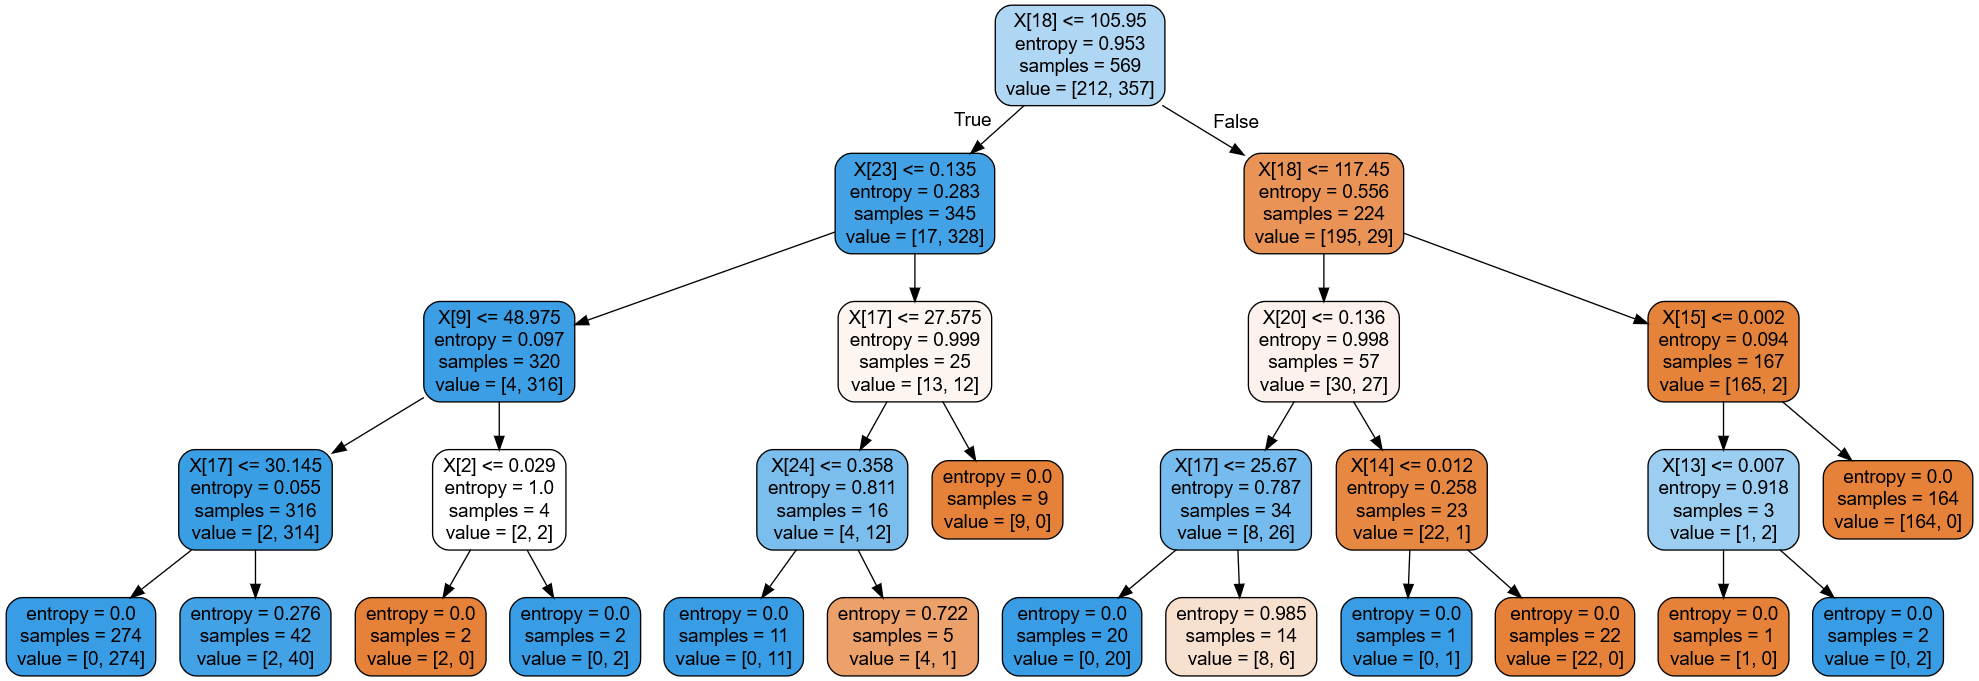 X[18] <= 105.95
entropy = 0.953
samples = 569
value = [212, 357]
True
False
X[23] <= 0.135
entropy = 0.283
samples = 345
value = [17, 328]
X[18] <= 117.45
entropy = 0.556
samples = 224
value = [195, 29]
X[9] <= 48.975
entropy = 0.097
samples = 320
value = [4, 316]
X[17] <= 27.575
entropy = 0.999
samples = 25
value = [13, 12]
X[20] <= 0.136
entropy = 0.998
samples = 57
value = [30, 27]
X[15] <= 0.002
entropy = 0.094
samples = 167
value = [165, 2]
X[17] <= 30.145
entropy = 0.055
samples = 316
value = [2, 314]
X[2] <= 0.029
entropy = 1.0
samples = 4
value = [2, 2]
X[24] <= 0.358
entropy = 0.811
samples = 16
value = [4, 12]
entropy = 0.0
samples = 9
value = [9, 0]
X[17] <= 25.67
entropy = 0.787
samples = 34
value = [8, 26]
X[14] <= 0.012
entropy = 0.258
samples = 23
value = [22, 1]
X[13] <= 0.007
entropy = 0.918
samples = 3
value = [1, 2]
entropy = 0.0
samples = 164
value = [164, 0]
entropy = 0.0
samples = 274
value = [0, 274]
entropy = 0.276
samples = 42
value = [2, 40]
entropy = 0.0
samples = 2
value = [2, 0]
entropy = 0.0
samples = 2
value = [0, 2]
entropy = 0.0
samples = 11
value = [0, 11]
entropy = 0.722
samples = 5
value = [4, 1]
entropy = 0.0
samples = 20
value = [0, 20]
entropy = 0.985
samples = 14
value = [8, 6]
entropy = 0.0
samples = 1
value = [0, 1]
entropy = 0.0
samples = 22
value = [22, 0]
entropy = 0.0
samples = 1
value = [1, 0]
entropy = 0.0
samples = 2
value = [0, 2]